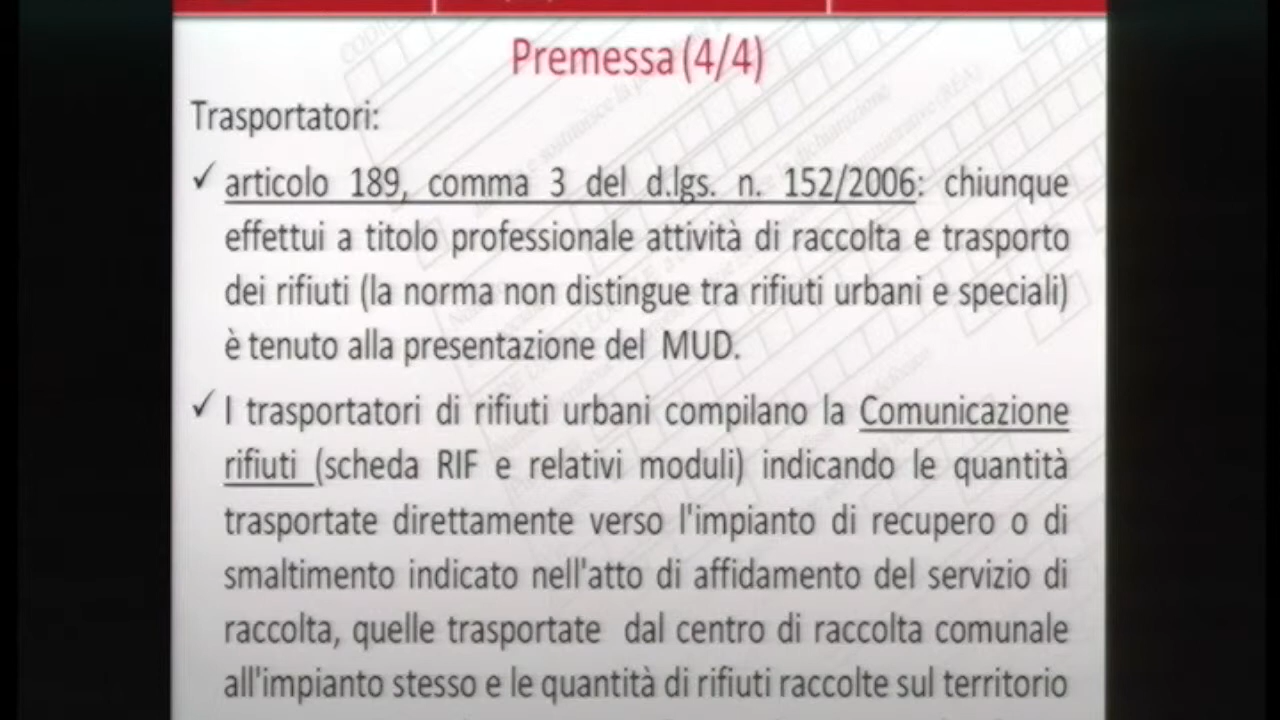 Premessa (4/4)
Trasportatori:
✓ articolo 189, comma 3 del d.lgs. n. 152/2006: chiunque
effettui a titolo professionale attività di raccolta e trasporto
dei rifiuti (la norma non distingue tra rifiuti urbani e speciali)
è tenuto alla presentazione del MUD.
✓ I trasportatori di rifiuti urbani compilano la Comunicazione
rifiuti (scheda RIF e relativi moduli) indicando le quantità
trasportate direttamente verso l'impianto di recupero o di
smaltimento indicato nell'atto di affidamento del servizio di
raccolta, quelle trasportate dal centro di raccolta comunale
all'impianto stesso e le quantità di rifiuti raccolte sul territorio